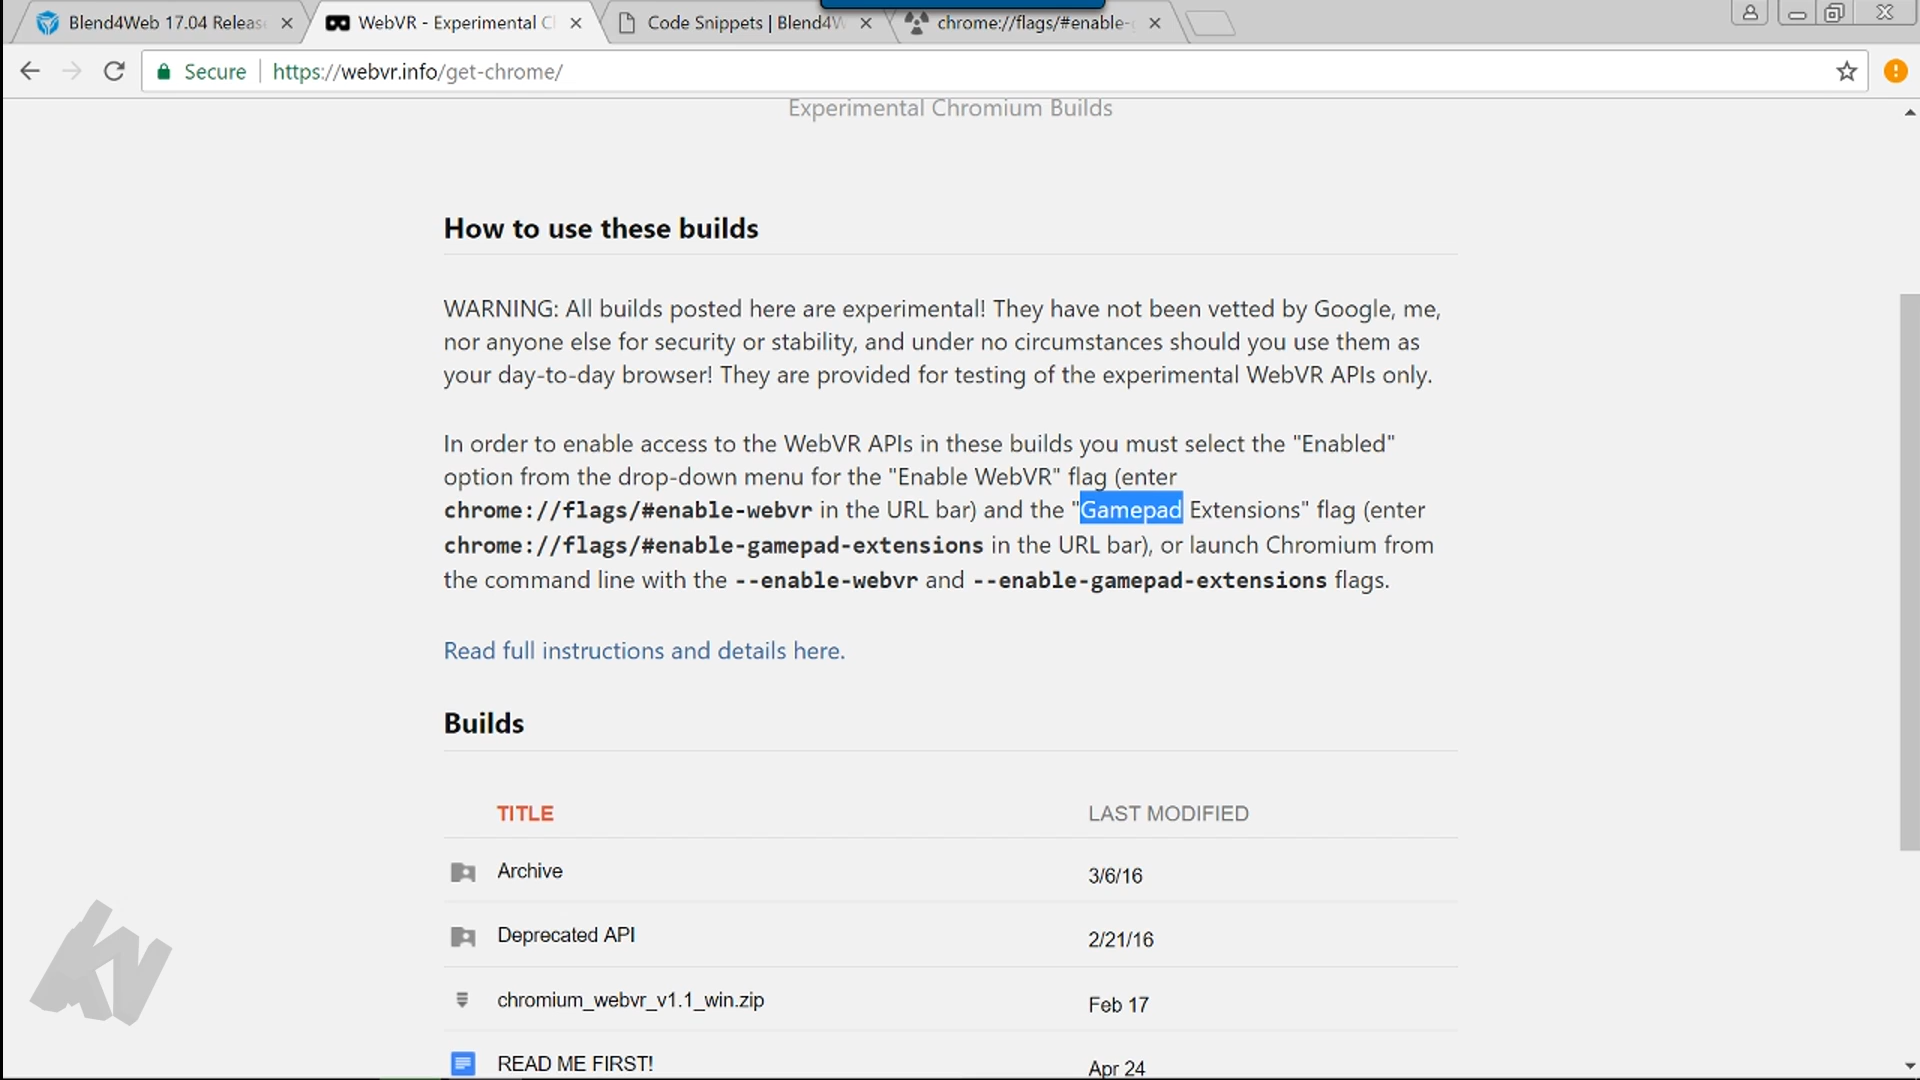 Blend4Web 17.04 Releas
WebVR - Experimental C
Code Snippets | Blend4W
chrome://flags/#enable-
Secure
https://webvr.info/get-chrome/
Experimental Chromium Builds
How to use these builds
WARNING: All builds posted here are experimental! They have not been vetted by Google, me,
nor anyone else for security or stability, and under no circumstances should you use them as
your day-to-day browser! They are provided for testing of the experimental WebVR APIs only.
In order to enable access to the WebVR APIs in these builds you must select the "Enabled"
option from the drop-down menu for the "Enable WebVR" flag (enter
chrome://flags/#enable-webvr in the URL bar) and the "Gamepad Extensions" flag (enter
chrome://flags/#enable-gamepad-extensions in the URL bar), or launch Chromium from
the command line with the --enable-webvr and --enable-gamepad-extensions flags.
Read full instructions and details here.
Builds
TITLE LAST MODIFIED
Archive 3/6/16
Deprecated API 2/21/16
chromium_webvr_v1.1_win.zip Feb 17
READ ME FIRST! Apr 24